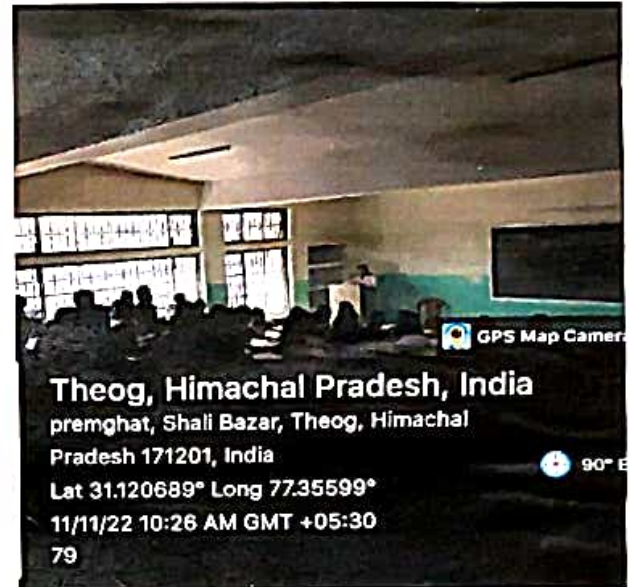 GPS Map Camera
Theog, Himachal Pradesh, India
premghat, Shali Bazar, Theog, Himachal
Pradesh 171201, India
90° E
Lat 31.120689° Long 77.35599°
11/11/22 10:26 AM GMT +05:30
79